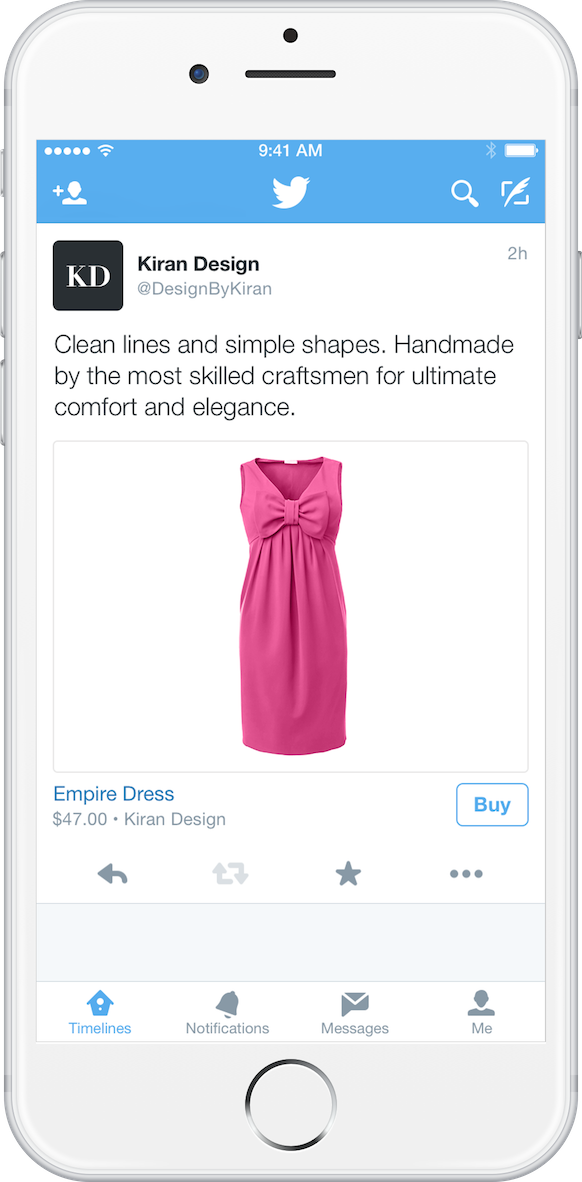 9:41 AM
KD
Kiran Design
2h
@DesignByKiran
Clean lines and simple shapes. Handmade
by the most skilled craftsmen for ultimate
comfort and elegance.
Empire Dress
Buy
$47.00 • Kiran Design
Timelines
Notifications
Messages
Me